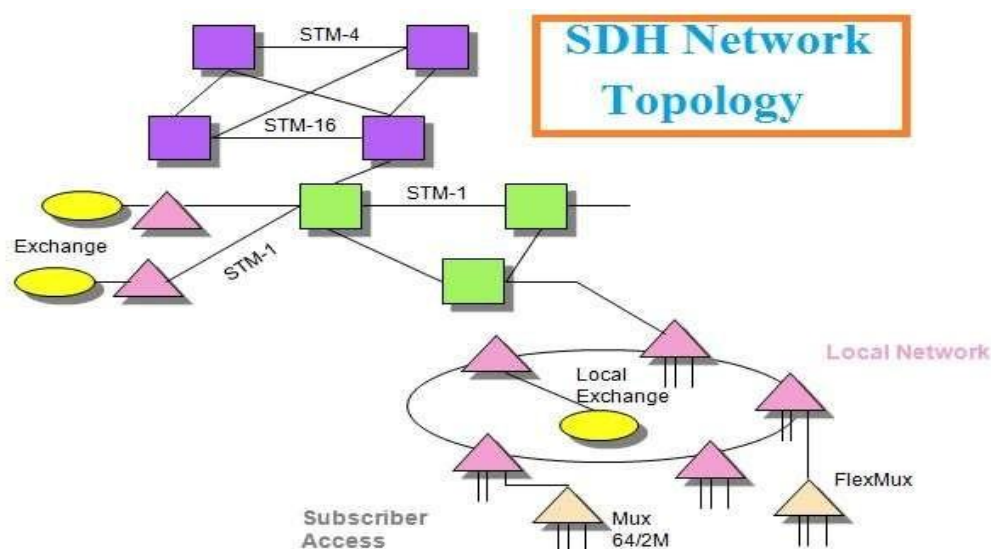 SDH Network
Topology
STM-4
STM-16
STM-1
Exchange
STM-1
Local Network
Local
Exchange
FlexMux
Subscriber
Access
Mux
64/2M